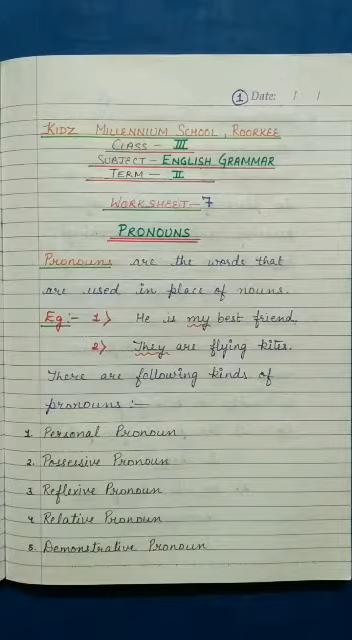 ① Date: / /
KIDZ MILLENNIUM SCHOOL, ROORKEE
CLASS - III
SUBJECT - ENGLISH GRAMMAR
TERM - II
WORKSHEET - 7
PRONOUNS
Pronouns are the words that
are used in place of nouns.
Eg:- 1) He is my best friend.
2) They are flying kites.
There are following kinds of
pronouns :-
1. Personal Pronoun
2. Possessive Pronoun
3. Reflexive Pronoun
4. Relative Pronoun
5. Demonstrative Pronoun